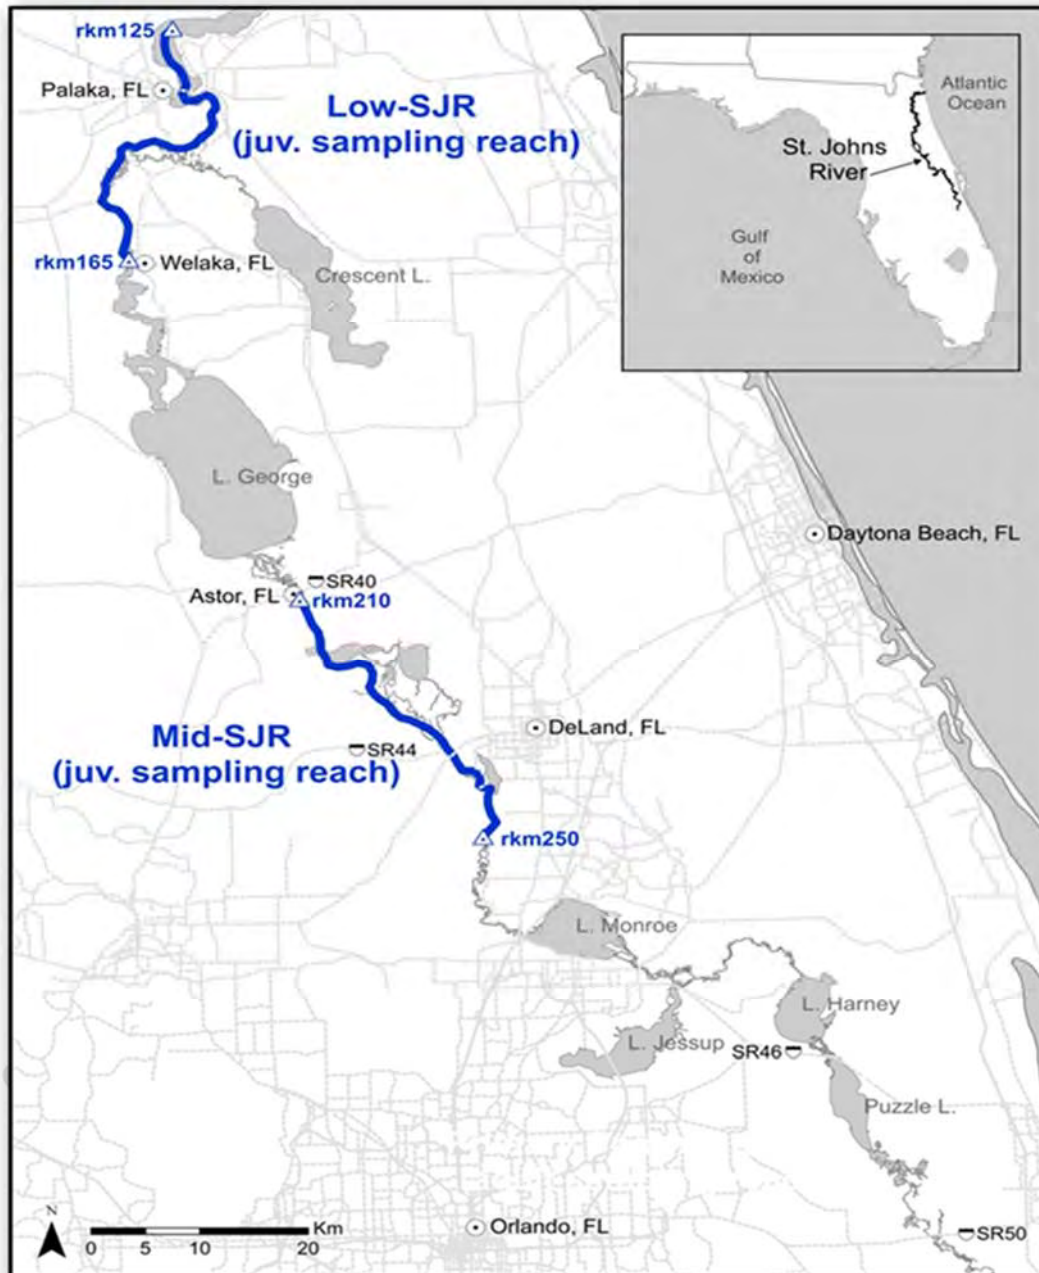 rkm125
Palaka, FL
Low-SJR
(juv. sampling reach)
Atlantic
Ocean
St. Johns
River
Gulf
of
Mexico
rkm165
Welaka, FL
Crescent L.
L. George
Daytona Beach, FL
SR40
Astor, FL
rkm210
DeLand, FL
Mid-SJR
(juv. sampling reach)
SR44
rkm250
L. Monroe
L. Harney
L. Jessup
SR46
Puzzle L.
Orlando, FL
SR50
N
Km
0 5 10 20